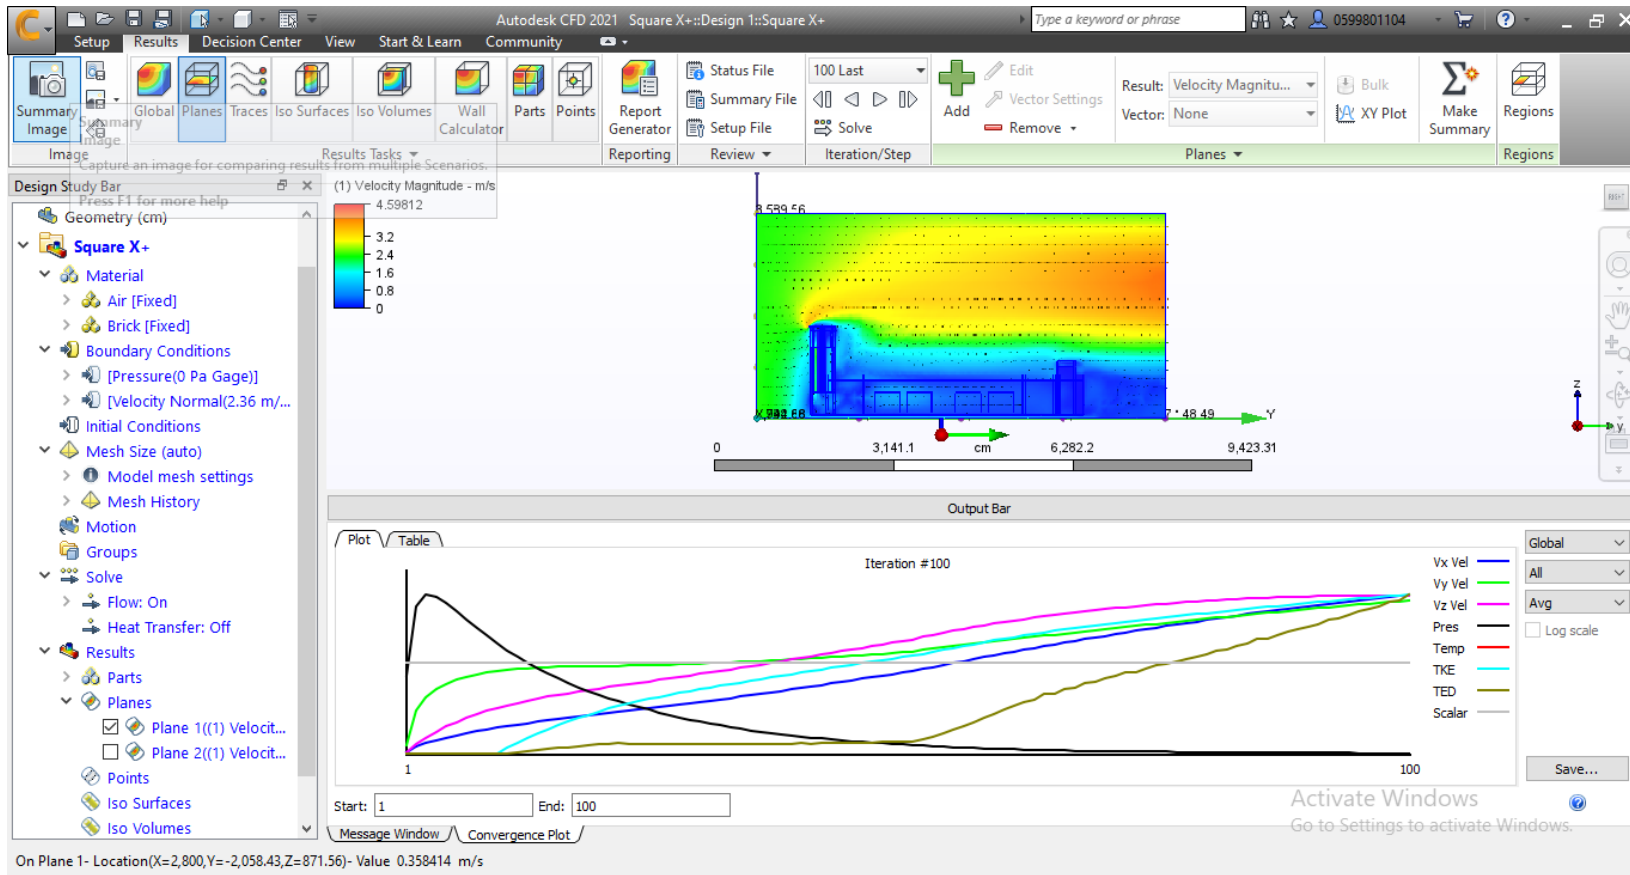 Autodesk CFD 2021 Square X+::Design 1::Square X+
Type a keyword or phrase
0599801104
Setup Results Decision Center View Start & Learn Community
Summary Image
Global Planes Traces Iso Surfaces Iso Volumes Wall Calculator Parts Points
Report Generator
Status File
Summary File
Setup File
100 Last
Solve
Add
Edit
Vector Settings
Remove
Result: Velocity Magnitu...
Vector: None
Bulk
XY Plot
Make Summary
Regions
Image
Results Tasks
Reporting
Review
Iteration/Step
Planes
Regions
Summary Image
Capture an image for comparing results from multiple Scenarios.
Press F1 for more help
Design Study Bar
Geometry (cm)
Square X+
Material
Air [Fixed]
Brick [Fixed]
Boundary Conditions
[Pressure(0 Pa Gage)]
[Velocity Normal(2.36 m/...
Initial Conditions
Mesh Size (auto)
Model mesh settings
Mesh History
Motion
Groups
Solve
Flow: On
Heat Transfer: Off
Results
Parts
Planes
Plane 1((1) Velocit...
Plane 2((1) Velocit...
Points
Iso Surfaces
Iso Volumes
(1) Velocity Magnitude - m/s
4.59812
3.2
2.4
1.6
0.8
0
Y
0
3,141.1
cm
6,282.2
9,423.31
Z
y
Output Bar
Plot
Table
Iteration #100
Vx Vel
Vy Vel
Vz Vel
Pres
Temp
TKE
TED
Scalar
1
100
Global
All
Avg
Log scale
Save...
Start: 1
End: 100
Message Window
Convergence Plot
Activate Windows
Go to Settings to activate Windows.
On Plane 1- Location(X=2,800,Y=-2,058.43,Z=871.56)- Value 0.358414 m/s